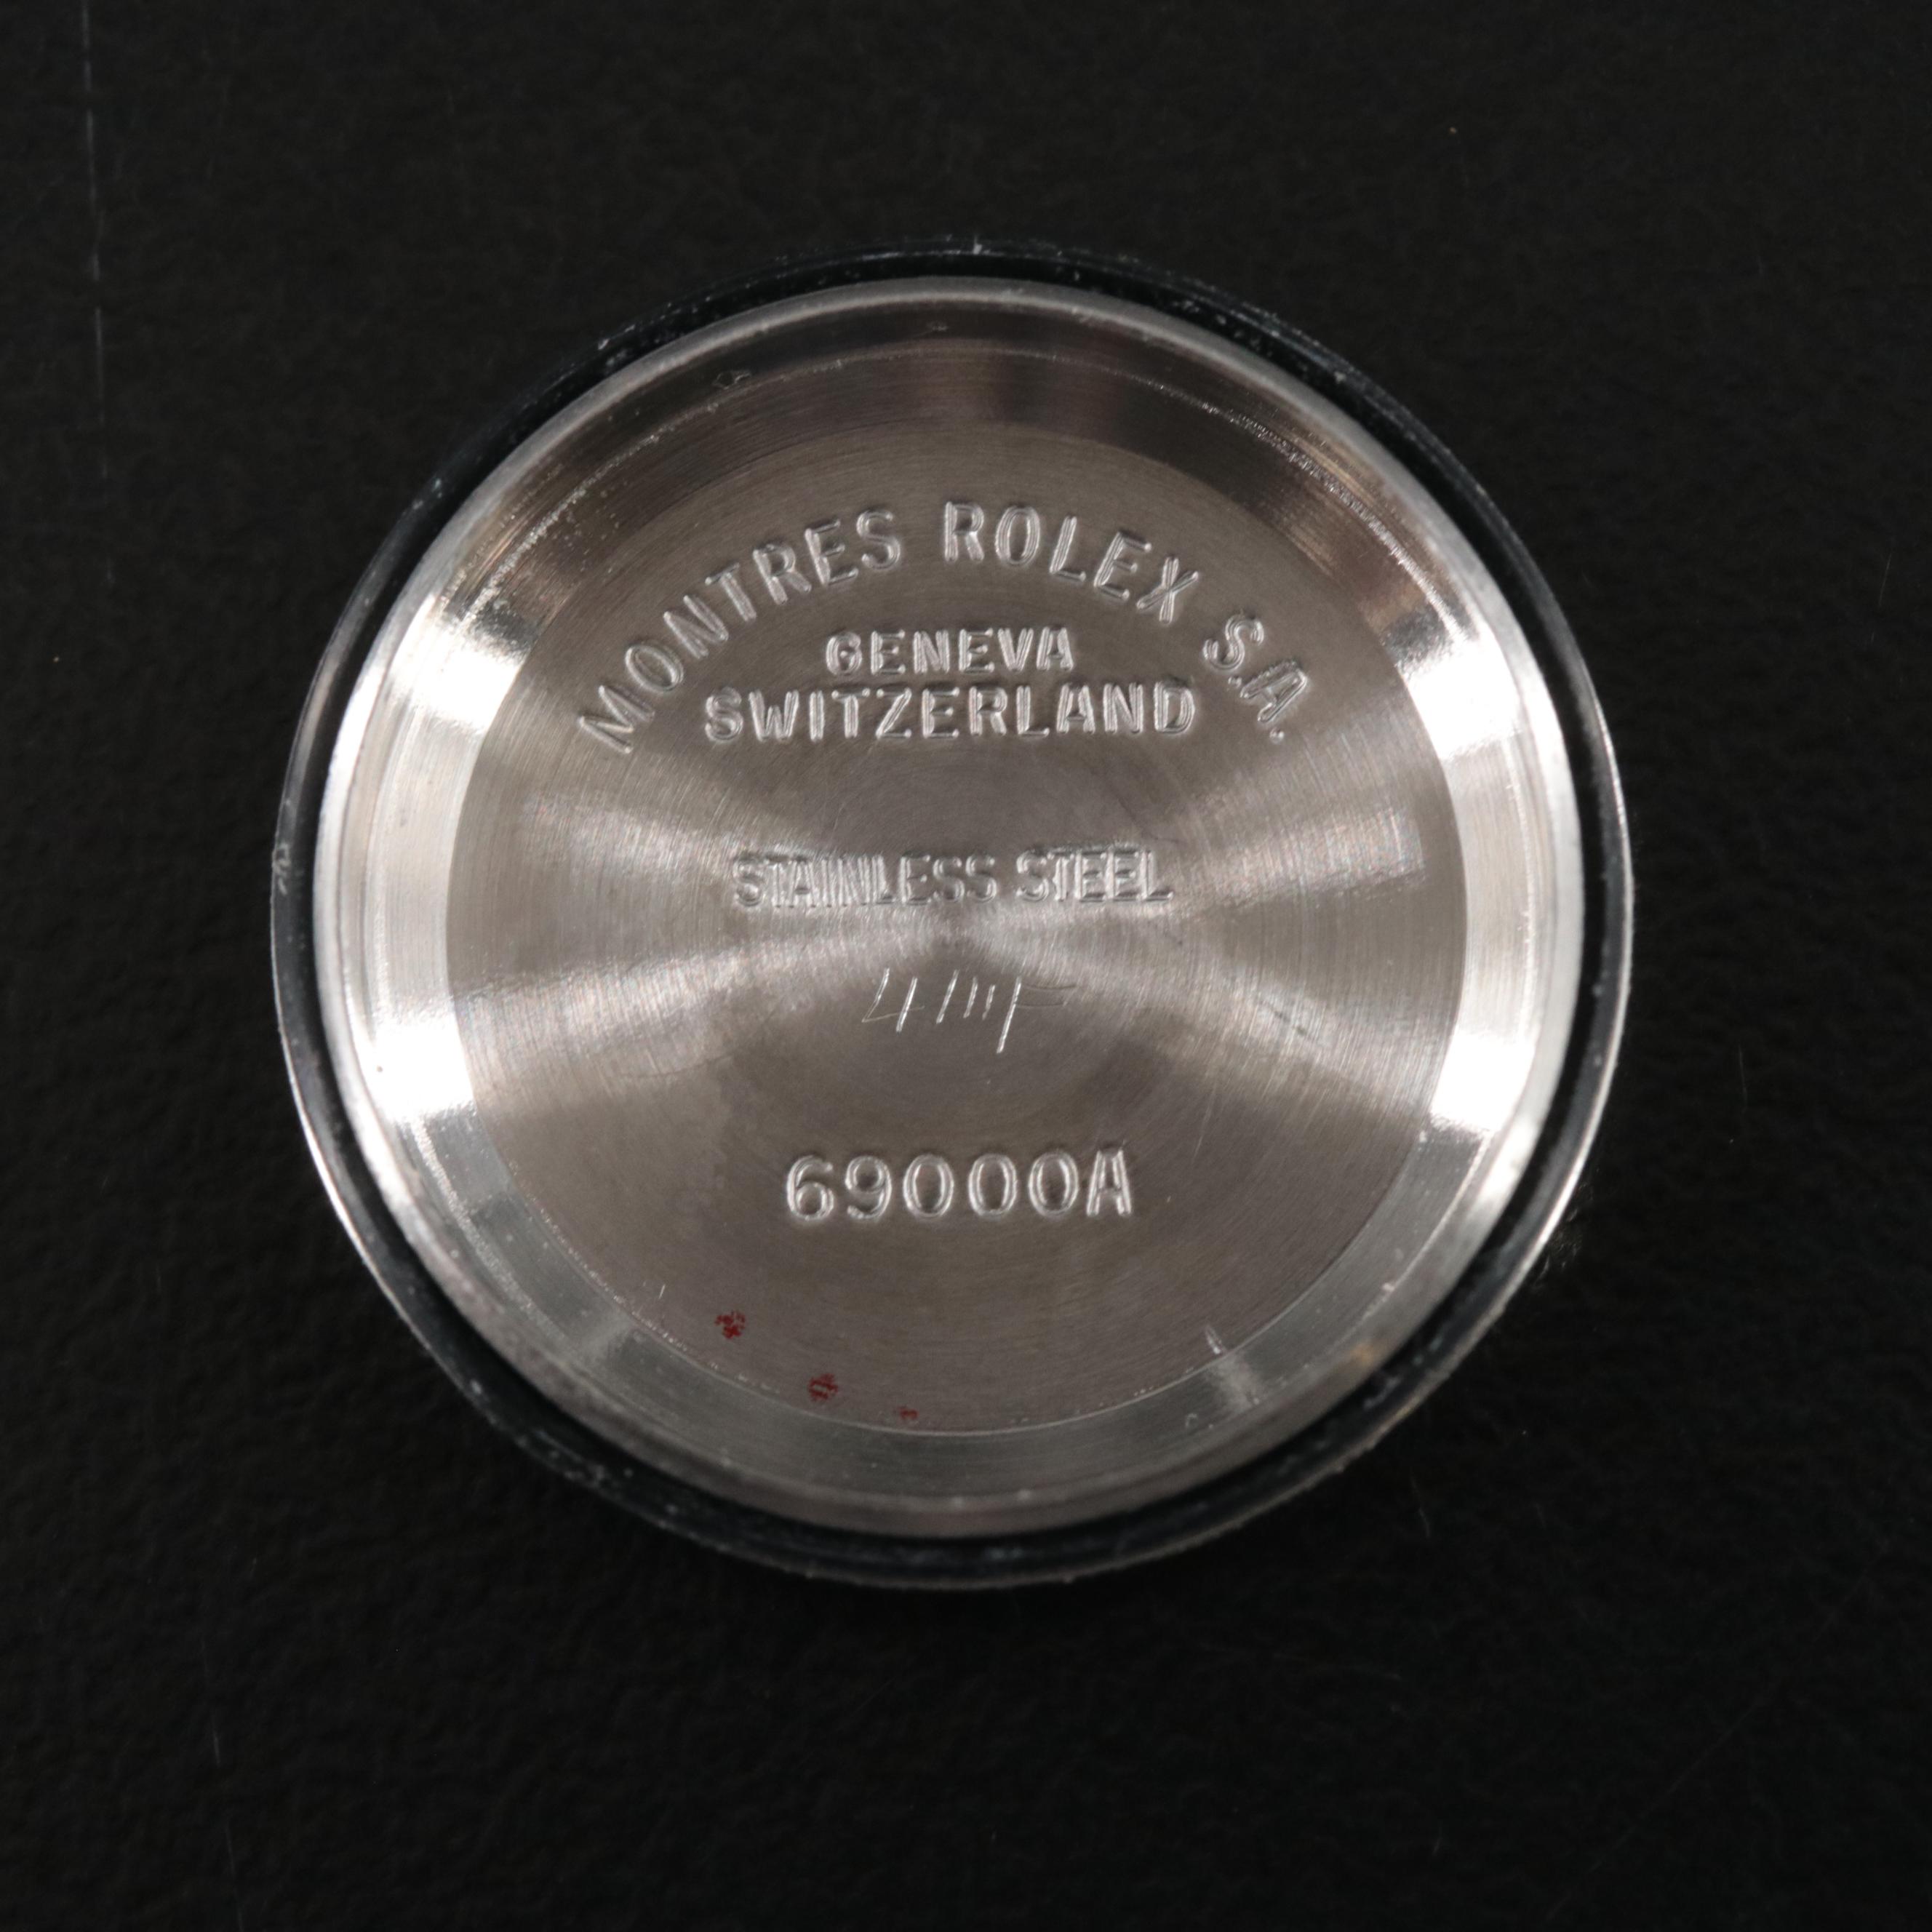 MONTRES ROLEX S.A.
GENEVA
SWITZERLAND
STAINLESS STEEL
69000A